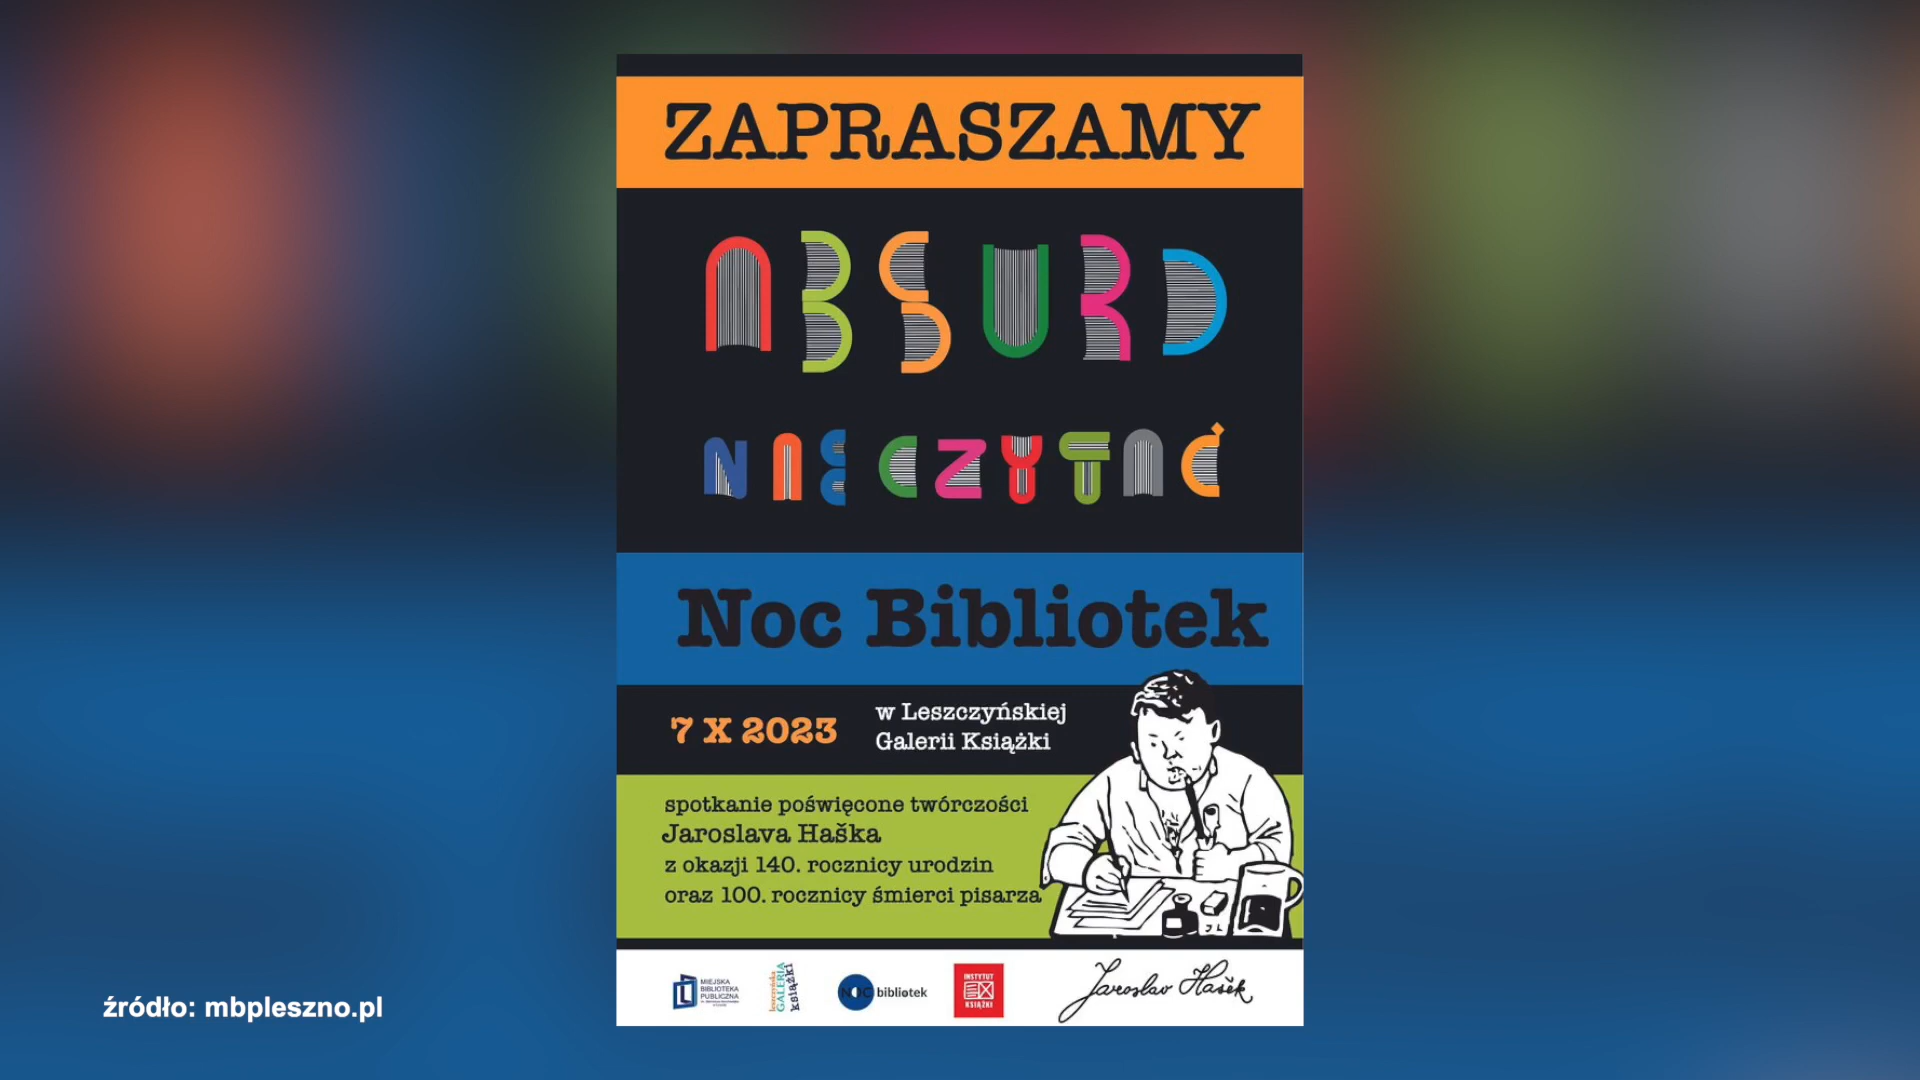 ZAPRASZAMY
ABSURD
NIE CZYTAĆ
Noc Bibliotek
7 X 2023
w Leszczyńskiej
Galerii Książki
spotkanie poświęcone twórczości
Jaroslava Haška
z okazji 140. rocznicy urodzin
oraz 100. rocznicy śmierci pisarza
MIEJSKA
BIBLIOTEKA
PUBLICZNA
leszczyńska
GALERIA
książki
NOC bibliotek
INSTYTUT
KSIĄŻKI
Jaroslav Hašek
źródło: mbpleszno.pl